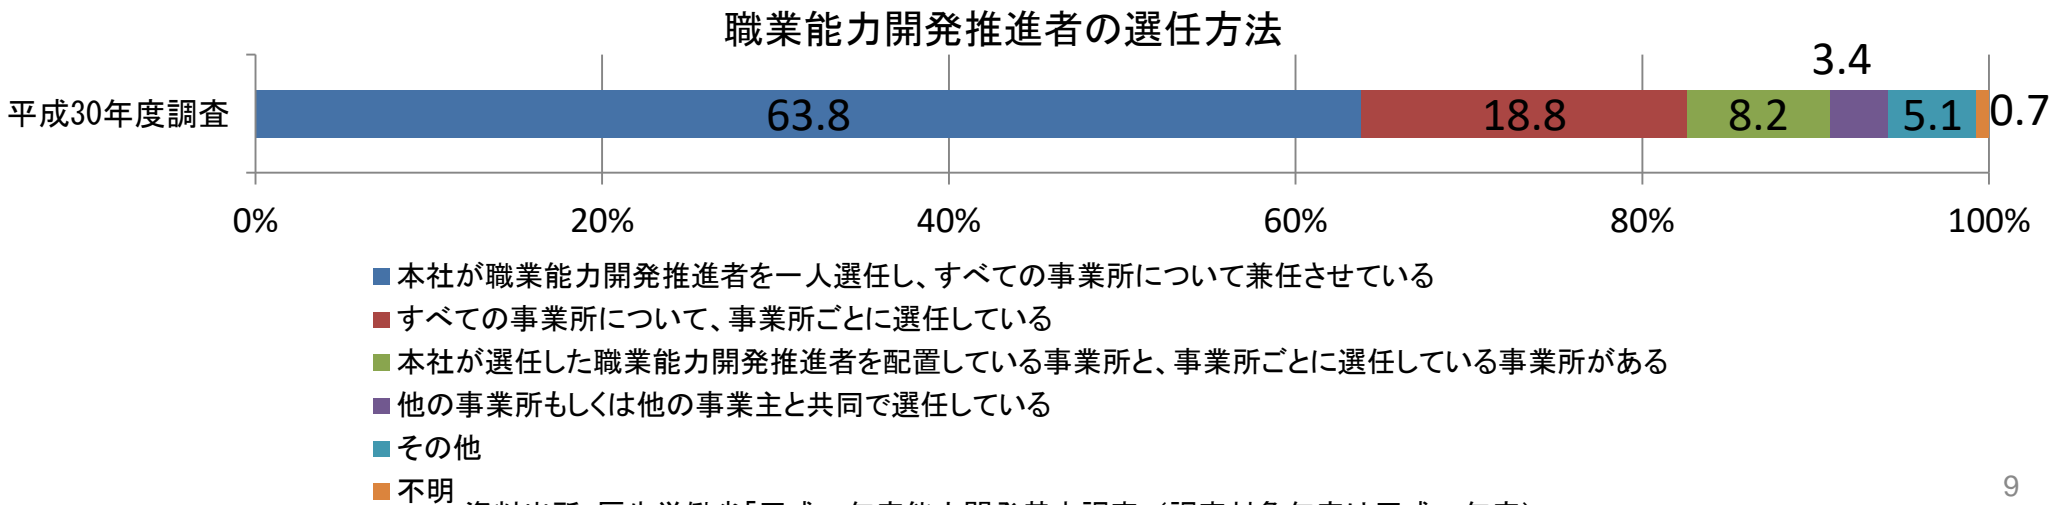 職業能力開発推進者の選任方法
3.4
平成30年度調査
63.8
18.8
8.2
5.1
0.7
0%
20%
40%
60%
80%
100%
本社が職業能力開発推進者を一人選任し、すべての事業所について兼任させている
すべての事業所について、事業所ごとに選任している
本社が選任した職業能力開発推進者を配置している事業所と、事業所ごとに選任している事業所がある
他の事業所もしくは他の事業主と共同で選任している
その他
不明
9